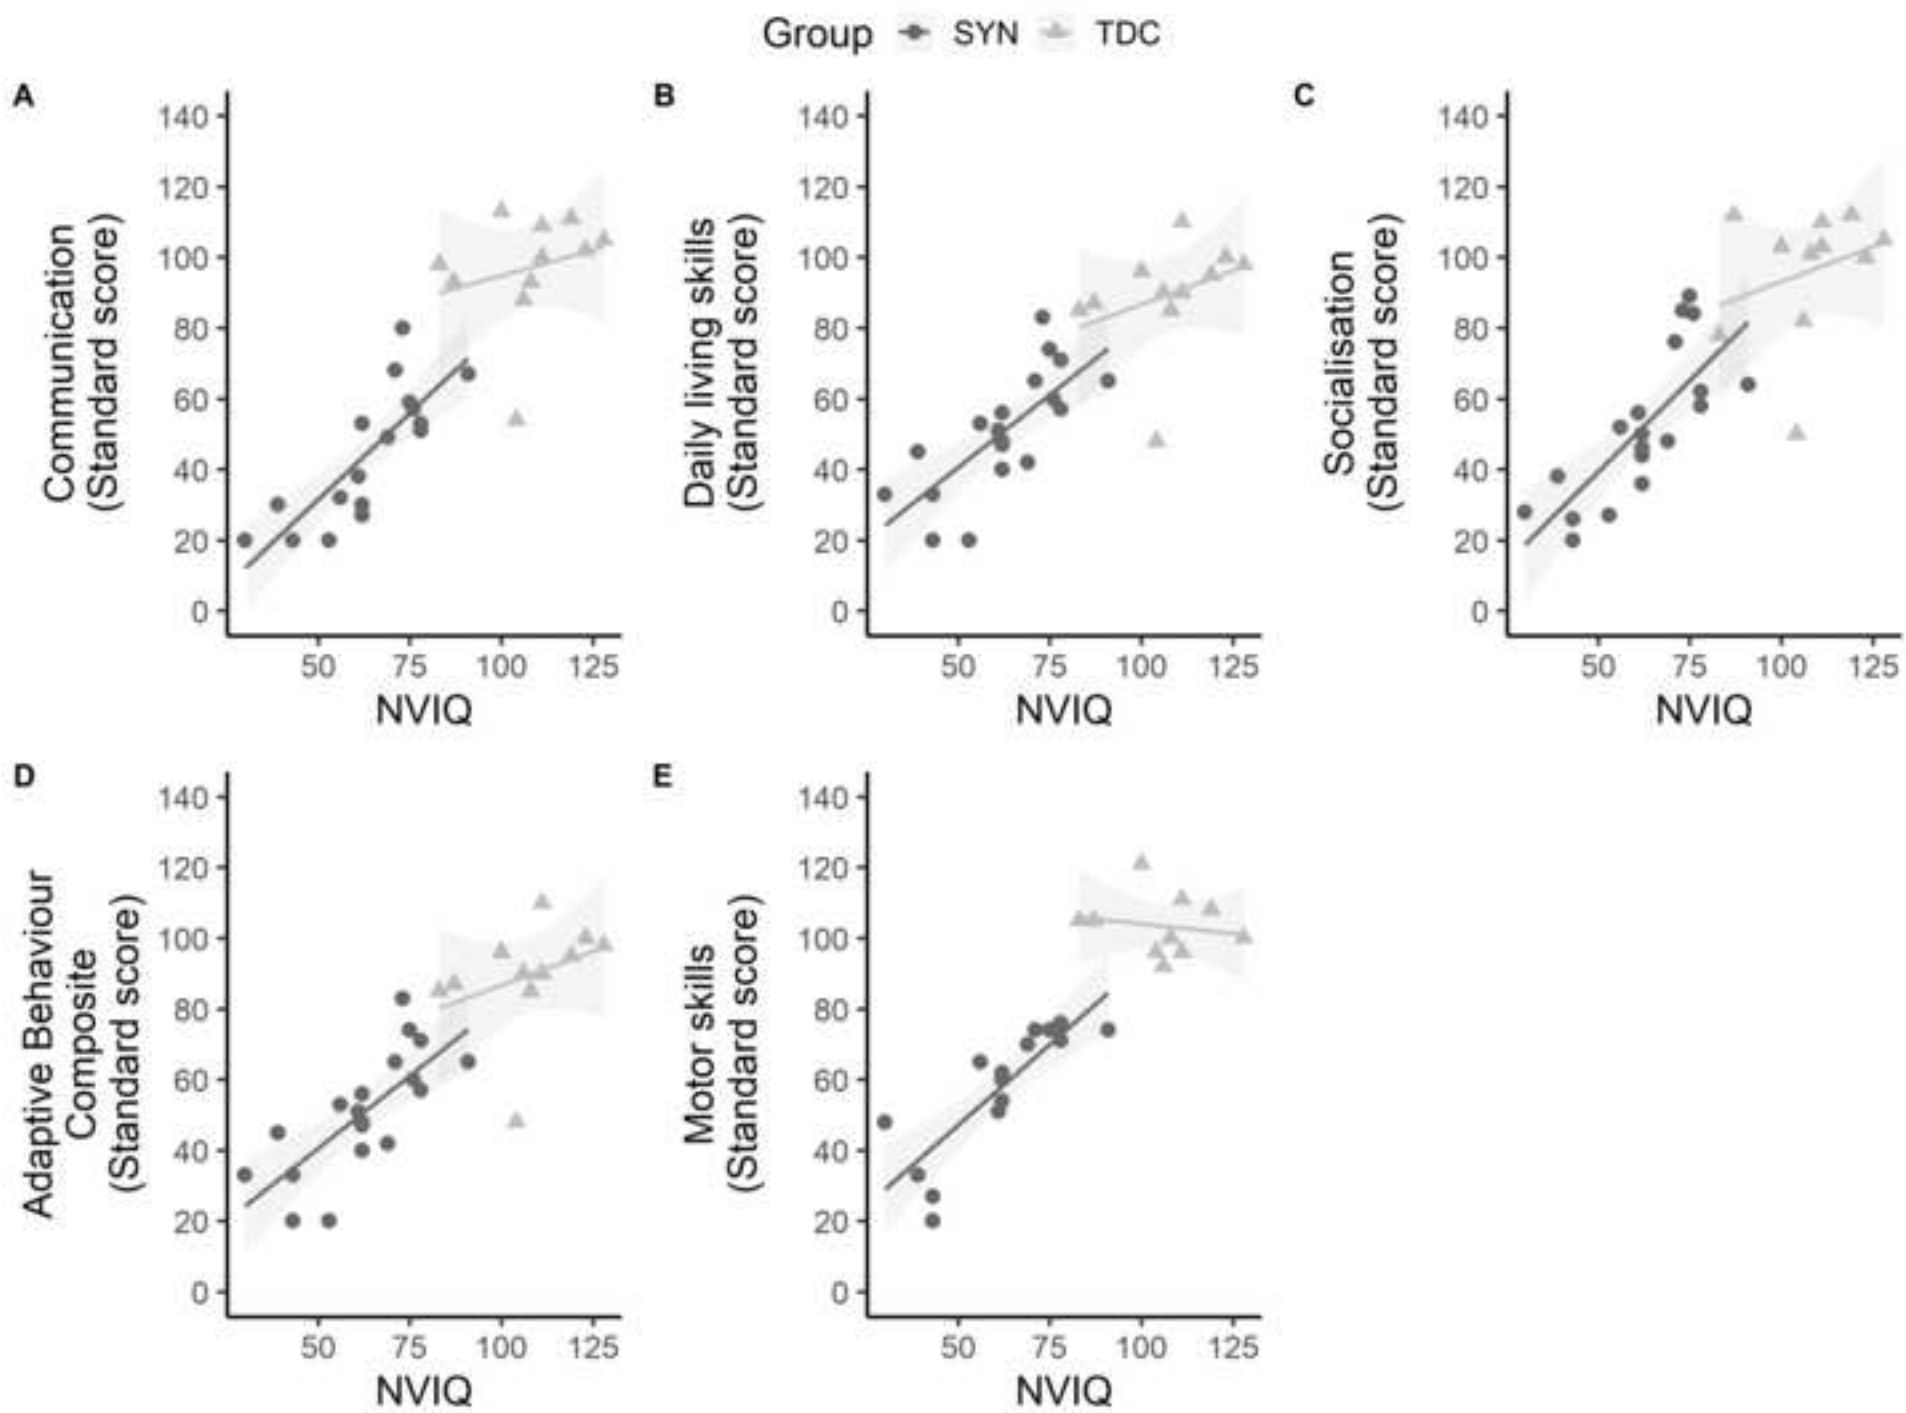 Group SYN TDC
A
Communication
(Standard score)
140
120
100
80
60
40
20
0
50 75 100 125
NVIQ
B
Daily living skills
(Standard score)
140
120
100
80
60
40
20
0
50 75 100 125
NVIQ
C
Socialisation
(Standard score)
140
120
100
80
60
40
20
0
50 75 100 125
NVIQ
D
Adaptive Behaviour
Composite
(Standard score)
140
120
100
80
60
40
20
0
50 75 100 125
NVIQ
E
Motor skills
(Standard score)
140
120
100
80
60
40
20
0
50 75 100 125
NVIQ